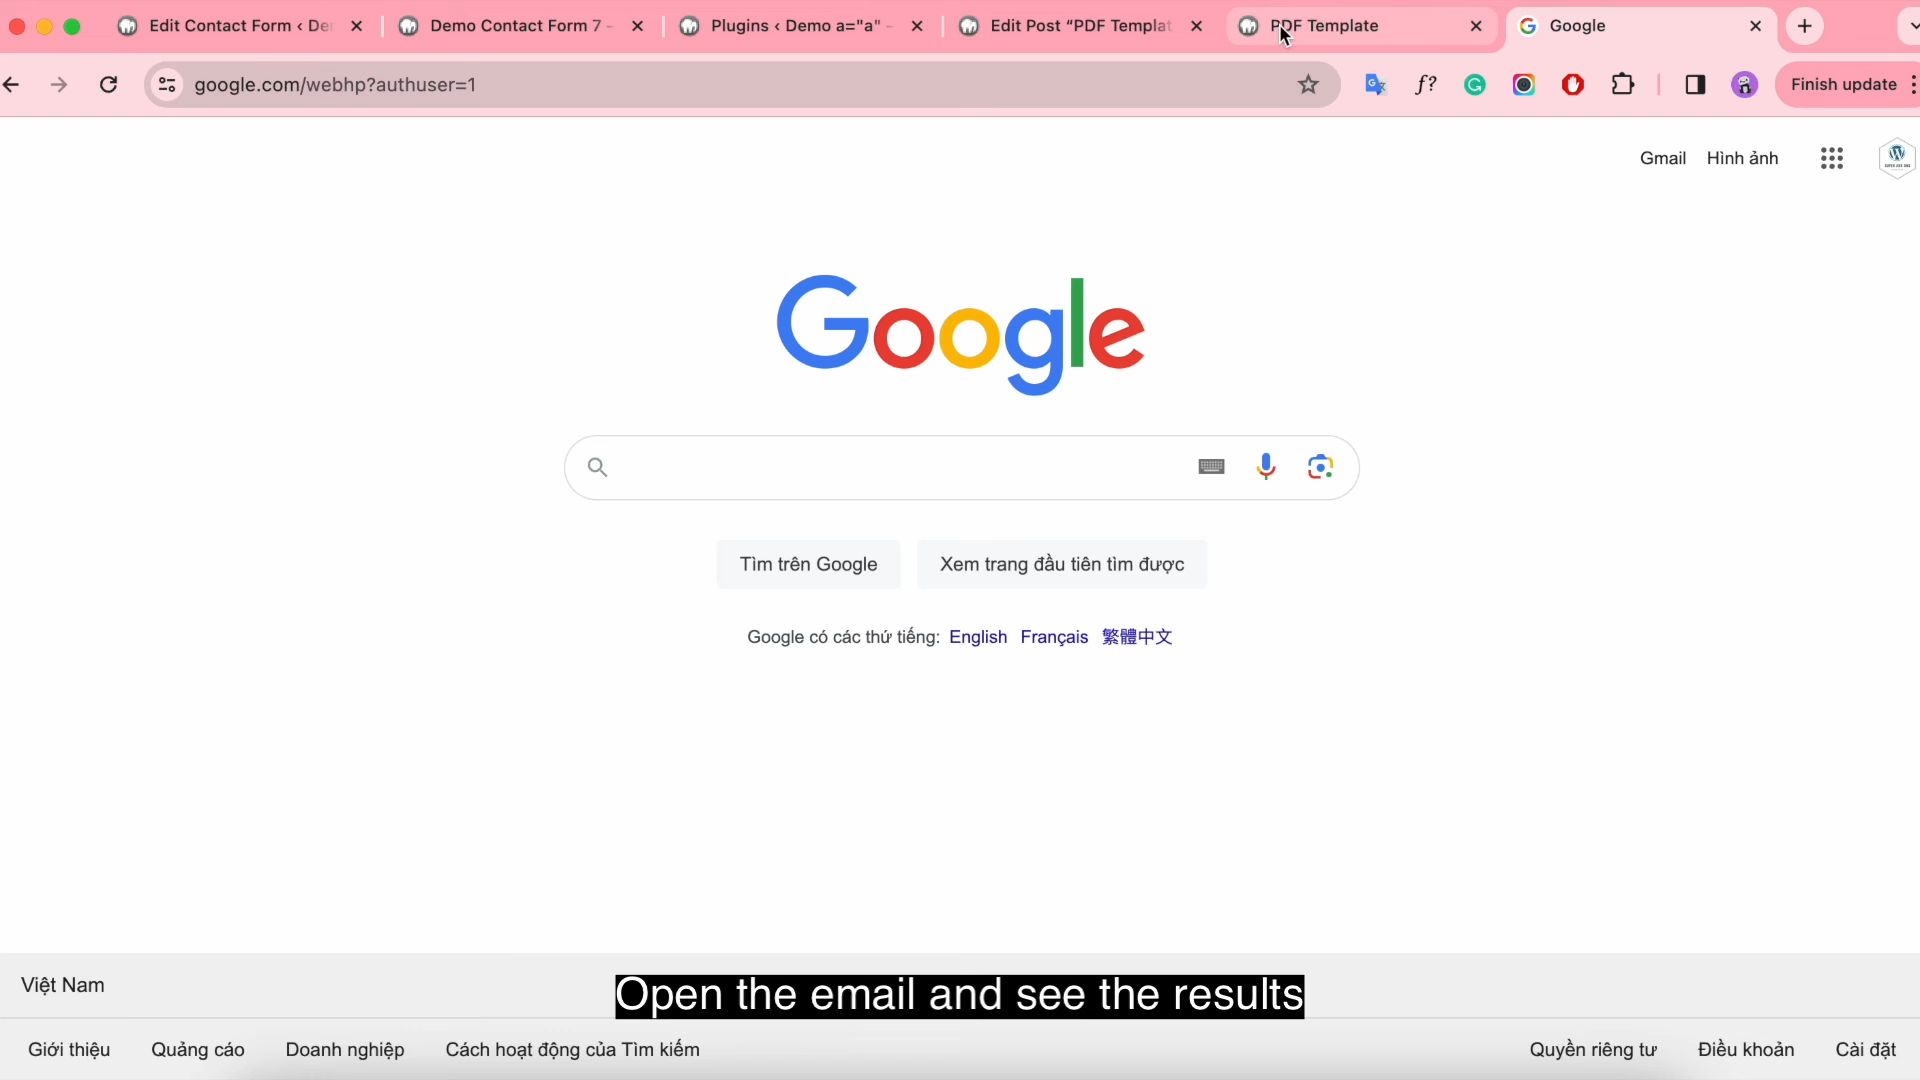 Edit Contact Form ‹ De
Demo Contact Form 7 -
Plugins ‹ Demo a="a" -
Edit Post “PDF Templat
PDF Template
Google
google.com/webhp?authuser=1
f?
Finish update
Gmail
Hình ảnh
Google
Tìm trên Google
Xem trang đầu tiên tìm được
Google có các thứ tiếng: English Français 繁體中文
Việt Nam
Open the email and see the results
Giới thiệu
Quảng cáo
Doanh nghiệp
Cách hoạt động của Tìm kiếm
Quyền riêng tư
Điều khoản
Cài đặt